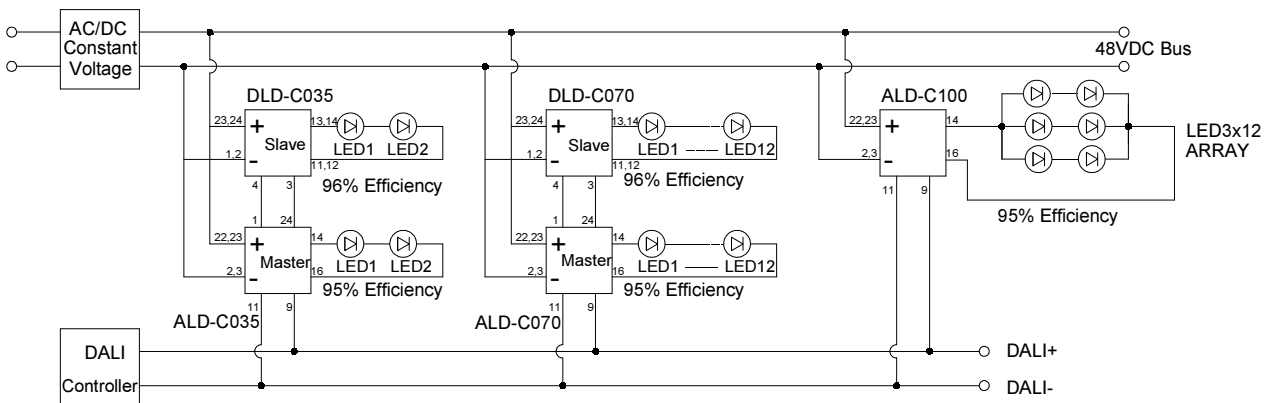 AC/DC
Constant
Voltage
48VDC Bus
DLD-C035
DLD-C070
ALD-C100
23,24
+
Slave
-
1,2
13,14
LED1
LED2
11,12
4
3
96% Efficiency
23,24
+
Slave
-
1,2
13,14
LED1
LED12
11,12
4
3
96% Efficiency
22,23
+
-
2,3
14
16
11
9
LED3x12
ARRAY
95% Efficiency
1
24
22,23
+
Master
-
2,3
14
LED1
LED2
16
95% Efficiency
11
9
ALD-C035
1
24
22,23
+
Master
-
2,3
14
LED1
LED12
16
95% Efficiency
11
9
ALD-C070
DALI
Controller
DALI+
DALI-